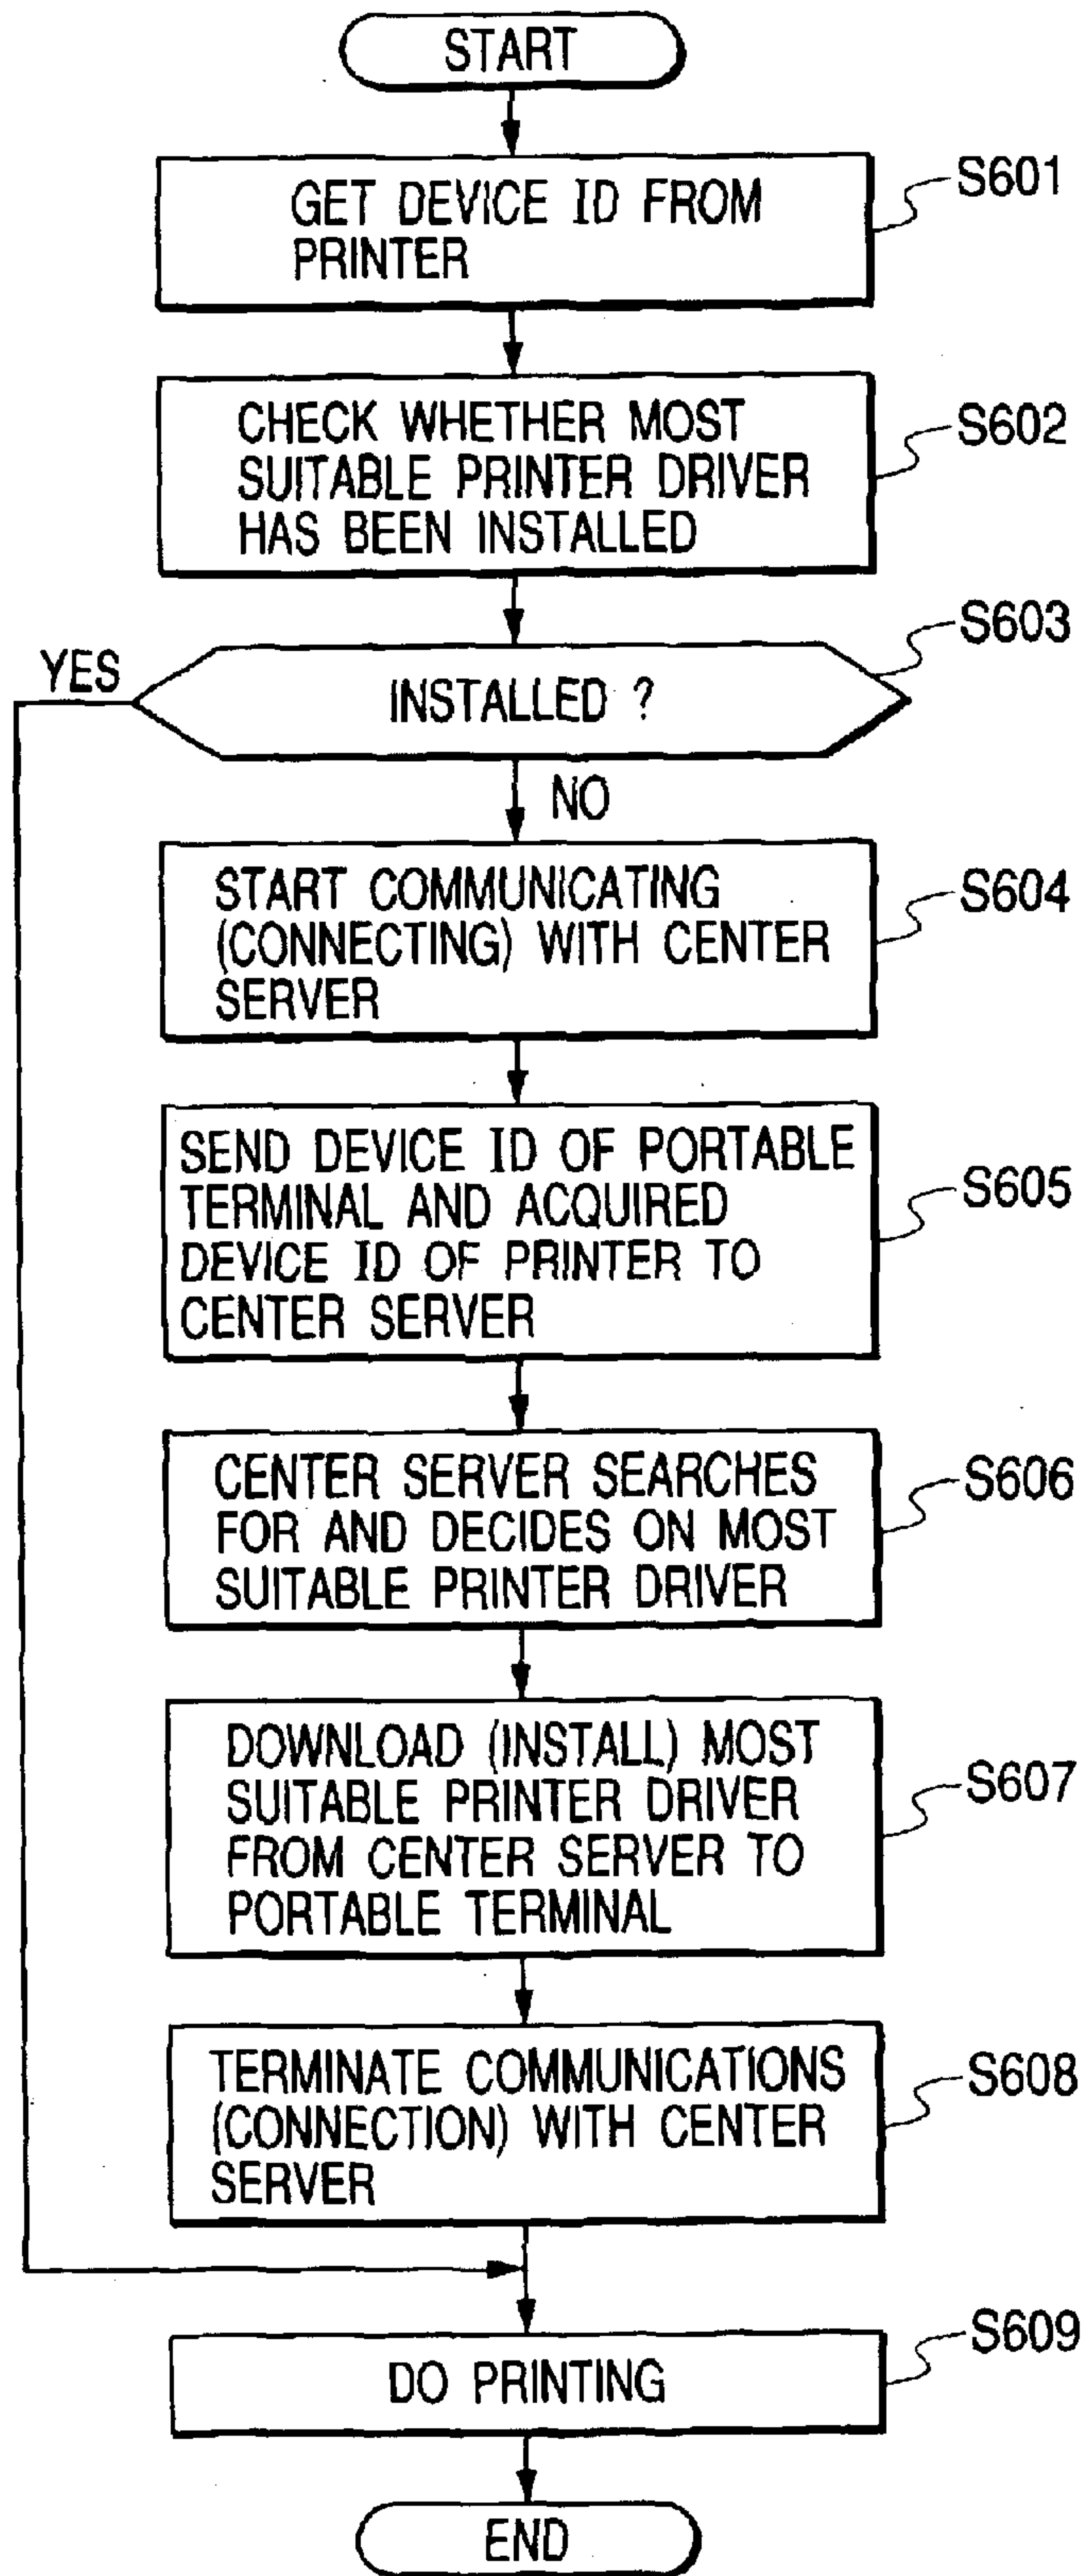 START
GET DEVICE ID FROM
PRINTER
S601
CHECK WHETHER MOST
SUITABLE PRINTER DRIVER
HAS BEEN INSTALLED
S602
S603
YES
INSTALLED ?
NO
START COMMUNICATING
(CONNECTING) WITH CENTER
SERVER
S604
SEND DEVICE ID OF PORTABLE
TERMINAL AND ACQUIRED
DEVICE ID OF PRINTER TO
CENTER SERVER
S605
CENTER SERVER SEARCHES
FOR AND DECIDES ON MOST
SUITABLE PRINTER DRIVER
S606
DOWNLOAD (INSTALL) MOST
SUITABLE PRINTER DRIVER
FROM CENTER SERVER TO
PORTABLE TERMINAL
S607
TERMINATE COMMUNICATIONS
(CONNECTION) WITH CENTER
SERVER
S608
DO PRINTING
S609
END